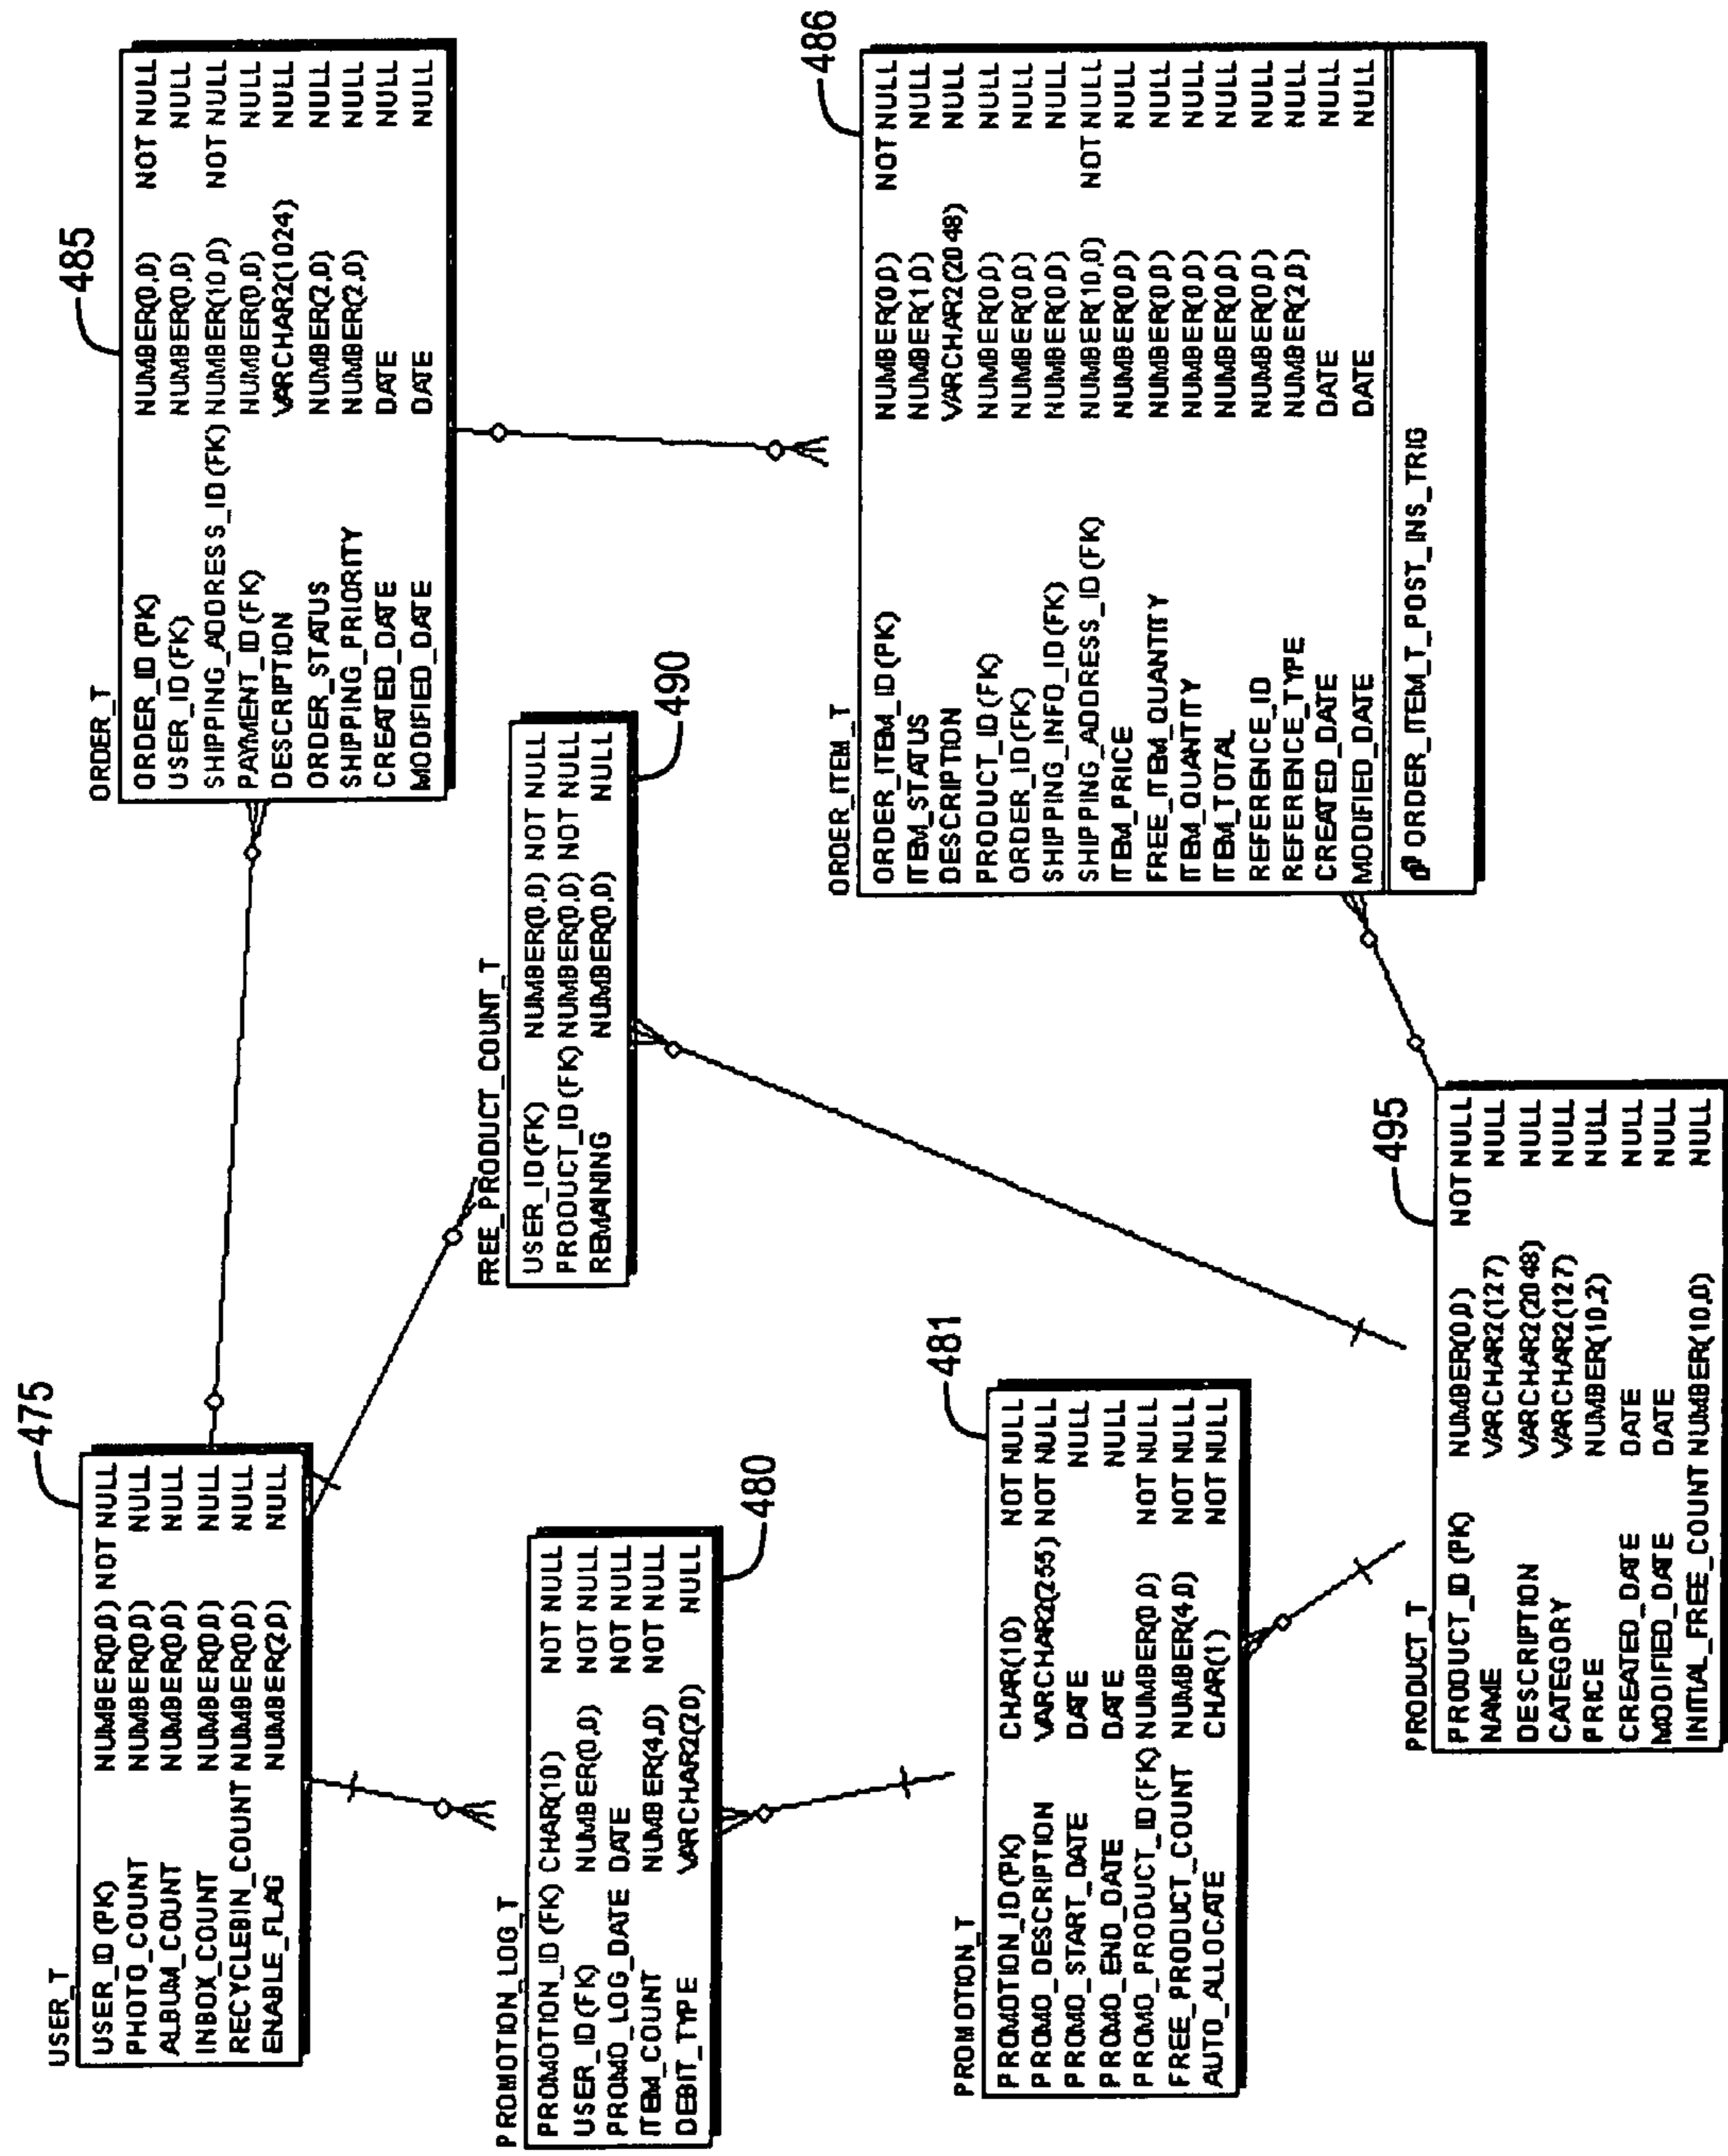 USER_T
475
USER_ID (PK) NUMBER(0,0) NOT NULL
PHOTO_COUNT NUMBER(0,0) NULL
ALBUM_COUNT NUMBER(0,0) NULL
INBOX_COUNT NUMBER(0,0) NULL
RECYCLEBIN_COUNT NUMBER(0,0) NULL
ENABLE_FLAG NUMBER(2,0) NULL
ORDER_T
485
ORDER_ID (PK) NUMBER(0,0) NOT NULL
USER_ID (FK) NUMBER(0,0) NULL
SHIPPING_ADDRESS_ID (FK) NUMBER(10,0) NOT NULL
PAYMENT_ID (FK) NUMBER(0,0) NULL
DESCRIPTION VARCHAR2(1024) NULL
ORDER_STATUS NUMBER(2,0) NULL
SHIPPING_PRIORITY NUMBER(2,0) NULL
CREATED_DATE DATE NULL
MODIFIED_DATE DATE NULL
PROMOTION_LOG_T
480
PROMOTION_ID (FK) CHAR(10) NOT NULL
USER_ID (FK) NUMBER(0,0) NOT NULL
PROMO_LOG_DATE DATE NOT NULL
ITEM_COUNT NUMBER(4,0) NOT NULL
DEBIT_TYPE VARCHAR2(20) NULL
FREE_PRODUCT_COUNT_T
490
USER_ID (FK) NUMBER(0,0) NOT NULL
PRODUCT_ID (FK) NUMBER(0,0) NOT NULL
REMAINING NUMBER(0,0) NULL
PROMOTION_T
481
PROMOTION_ID (PK) CHAR(10) NOT NULL
PROMO_DESCRIPTION VARCHAR2(255) NOT NULL
PROMO_START_DATE DATE NULL
PROMO_END_DATE DATE NULL
PROMO_PRODUCT_ID (FK) NUMBER(0,0) NOT NULL
FREE_PRODUCT_COUNT NUMBER(4,0) NOT NULL
AUTO_ALLOCATE CHAR(1) NOT NULL
ORDER_ITEM_T
486
ORDER_ITEM_ID (PK) NUMBER(0,0) NOT NULL
ITEM_STATUS NUMBER(1,0) NULL
DESCRIPTION VARCHAR2(2048) NULL
PRODUCT_ID (FK) NUMBER(0,0) NULL
ORDER_ID (FK) NUMBER(0,0) NULL
SHIPPING_INFO_ID (FK) NUMBER(0,0) NULL
SHIPPING_ADDRESS_ID (FK) NUMBER(10,0) NOT NULL
ITEM_PRICE NUMBER(0,0) NULL
FREE_ITEM_QUANTITY NUMBER(0,0) NULL
ITEM_QUANTITY NUMBER(0,0) NULL
ITEM_TOTAL NUMBER(0,0) NULL
REFERENCE_ID NUMBER(0,0) NULL
REFERENCE_TYPE NUMBER(2,0) NULL
CREATED_DATE DATE NULL
MODIFIED_DATE DATE NULL
ORDER_ITEM_T_POST_INS_TRIG
PRODUCT_T
495
PRODUCT_ID (PK) NUMBER(0,0) NOT NULL
NAME VARCHAR2(127) NULL
DESCRIPTION VARCHAR2(2048) NULL
CATEGORY VARCHAR2(127) NULL
PRICE NUMBER(10,2) NULL
CREATED_DATE DATE NULL
MODIFIED_DATE DATE NULL
INITIAL_FREE_COUNT NUMBER(10,0) NULL